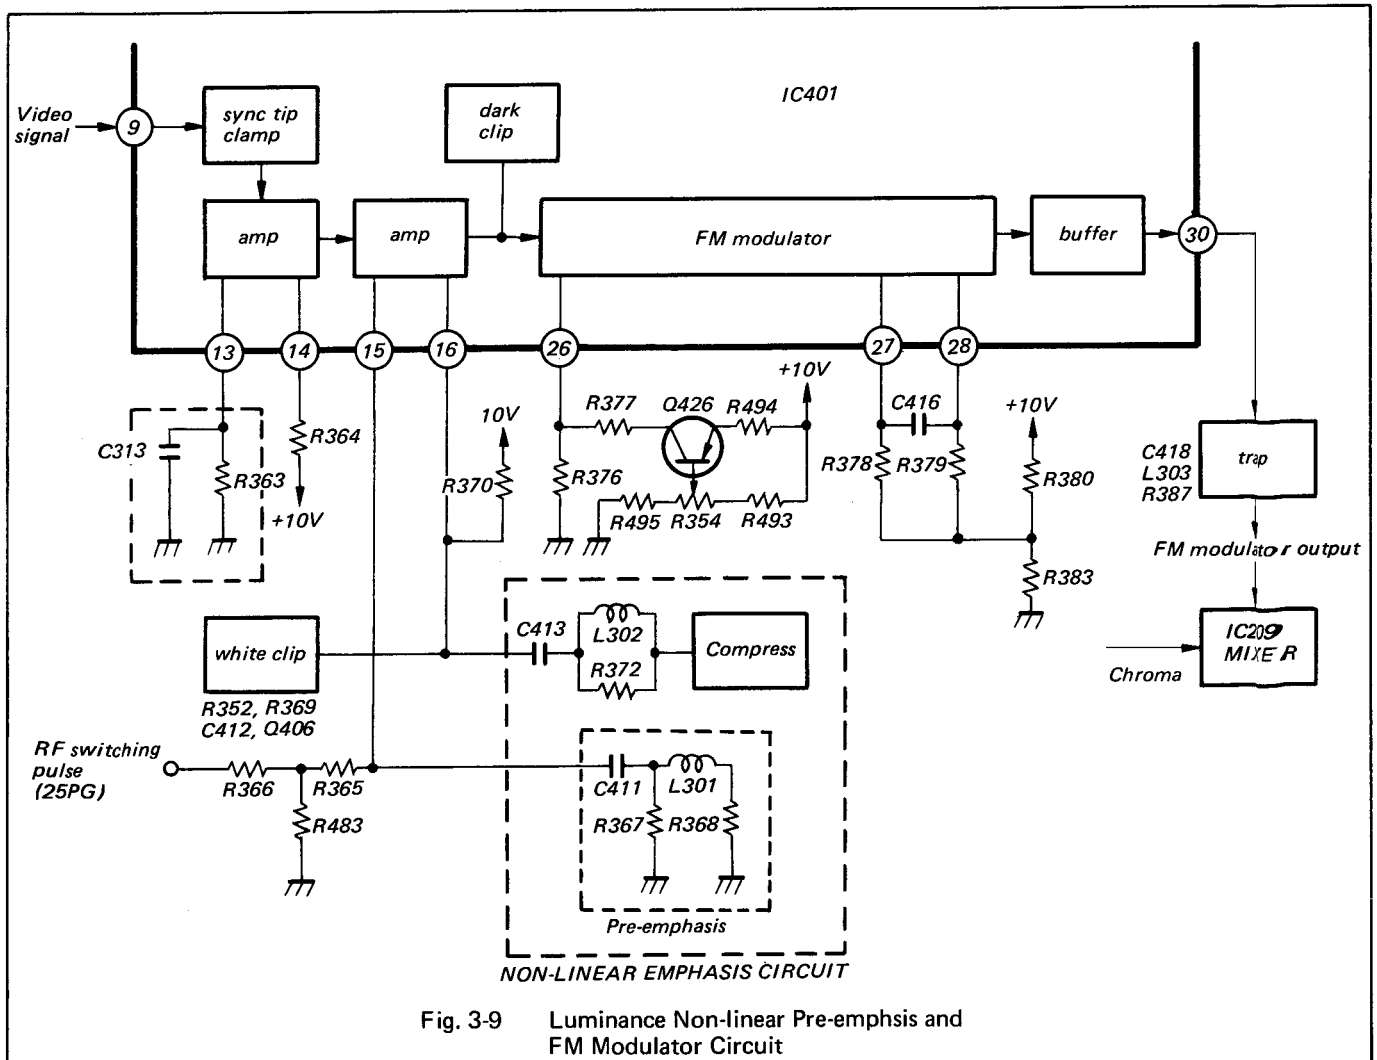 IC401
Video
signal
9
sync tip
clamp
dark
clip
amp
amp
FM modulator
buffer
30
13
14
15
16
26
27
28
C313
R363
R364
+10V
10V
R370
R377
Q426
R494
+10V
R376
R495
R354
R493
C416
R378
R379
+10V
R380
R383
C418
L303
R387
trap
FM modulator output
IC209
MIXER
Chroma
white clip
R352, R369
C412, Q406
C413
L302
R372
Compress
RF switching
pulse
(25PG)
R366
R365
R483
C411
L301
R367
R368
Pre-emphasis
NON-LINEAR EMPHASIS CIRCUIT
Fig. 3-9 Luminance Non-linear Pre-emphsis and
FM Modulator Circuit